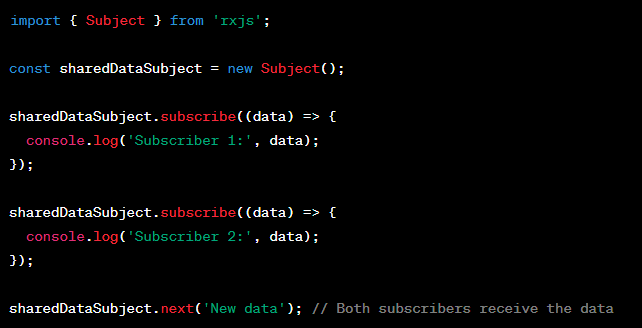 import { Subject } from 'rxjs';
const sharedDataSubject = new Subject();
sharedDataSubject.subscribe((data) => {
  console.log('Subscriber 1:', data);
});
sharedDataSubject.subscribe((data) => {
  console.log('Subscriber 2:', data);
});
sharedDataSubject.next('New data'); // Both subscribers receive the data